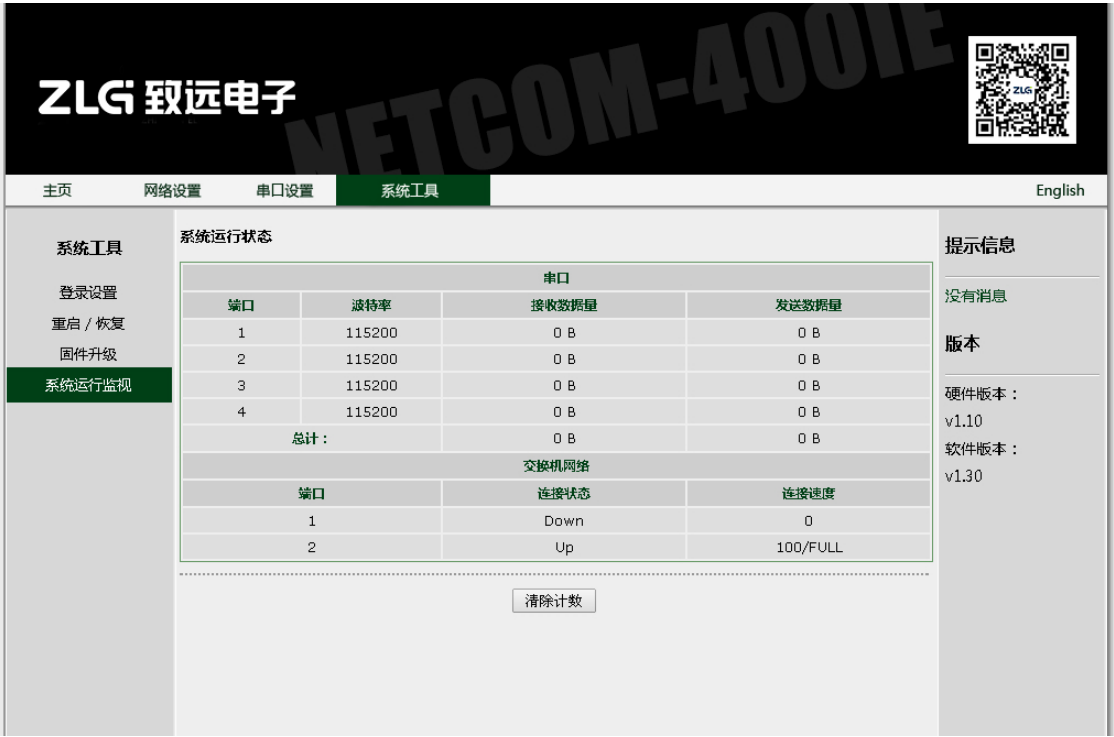 ZLG 致远电子
NETCOM-400IE
ZLG
主页 网络设置 串口设置 系统工具 English
系统工具
登录设置
重启 / 恢复
固件升级
系统运行监视
系统运行状态
串口
端口 波特率 接收数据量 发送数据量
1 115200 0 B 0 B
2 115200 0 B 0 B
3 115200 0 B 0 B
4 115200 0 B 0 B
总计： 0 B 0 B
交换机网络
端口 连接状态 连接速度
1 Down 0
2 Up 100/FULL
清除计数
提示信息
没有消息
版本
硬件版本：
v1.10
软件版本：
v1.30